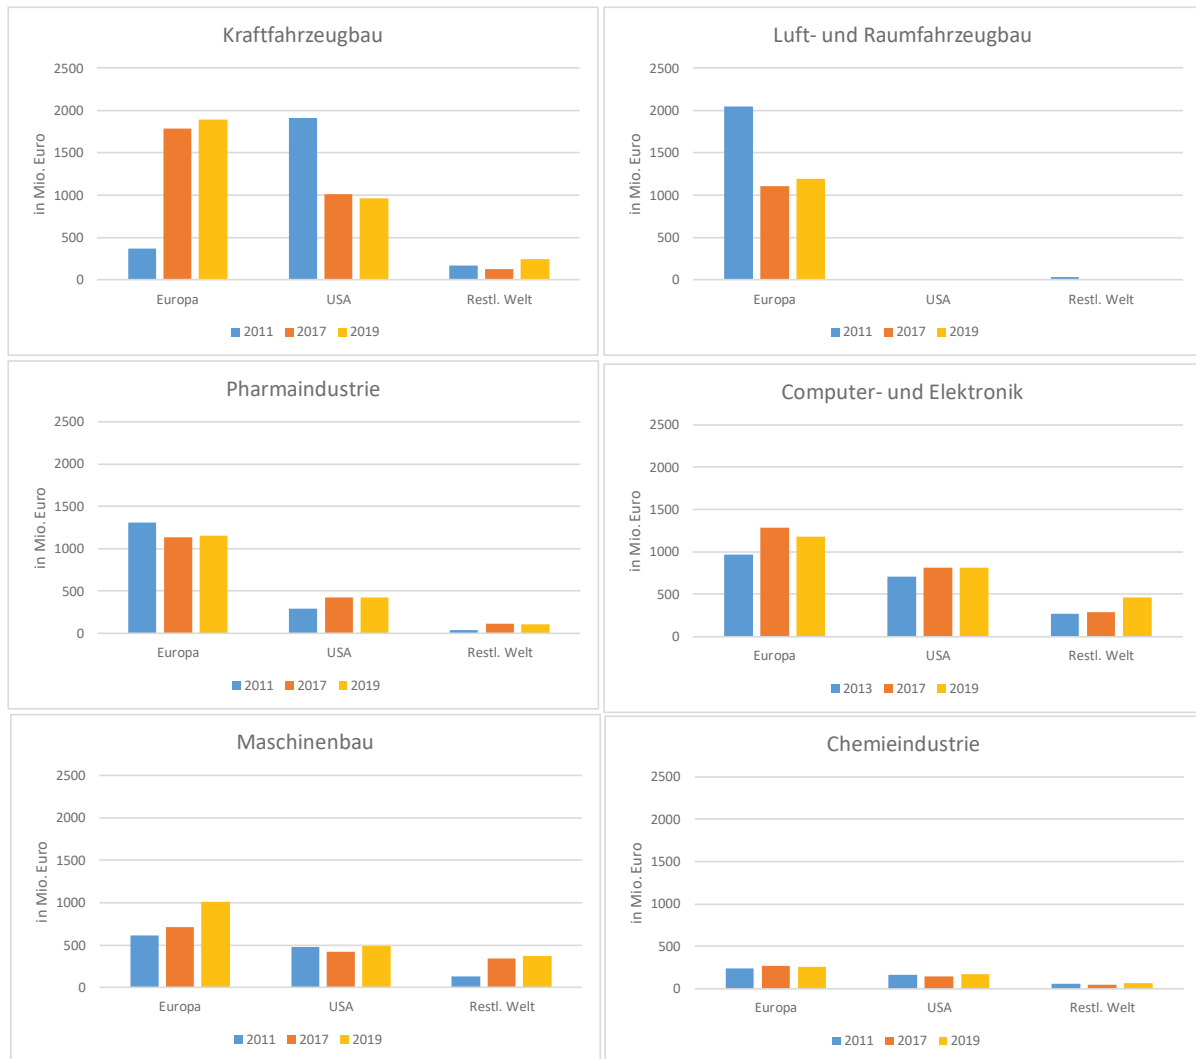 Kraftfahrzeugbau
in Mio. Euro
2500
2000
1500
1000
500
0
Europa USA Restl. Welt
2011 2017 2019
Luft- und Raumfahrzeugbau
in Mio. Euro
2500
2000
1500
1000
500
0
Europa USA Restl. Welt
2011 2017 2019
Pharmaindustrie
in Mio. Euro
2500
2000
1500
1000
500
0
Europa USA Restl. Welt
2011 2017 2019
Computer- und Elektronik
in Mio. Euro
2500
2000
1500
1000
500
0
Europa USA Restl. Welt
2013 2017 2019
Maschinenbau
in Mio. Euro
2500
2000
1500
1000
500
0
Europa USA Restl. Welt
2011 2017 2019
Chemieindustrie
in Mio. Euro
2500
2000
1500
1000
500
0
Europa USA Restl. Welt
2011 2017 2019